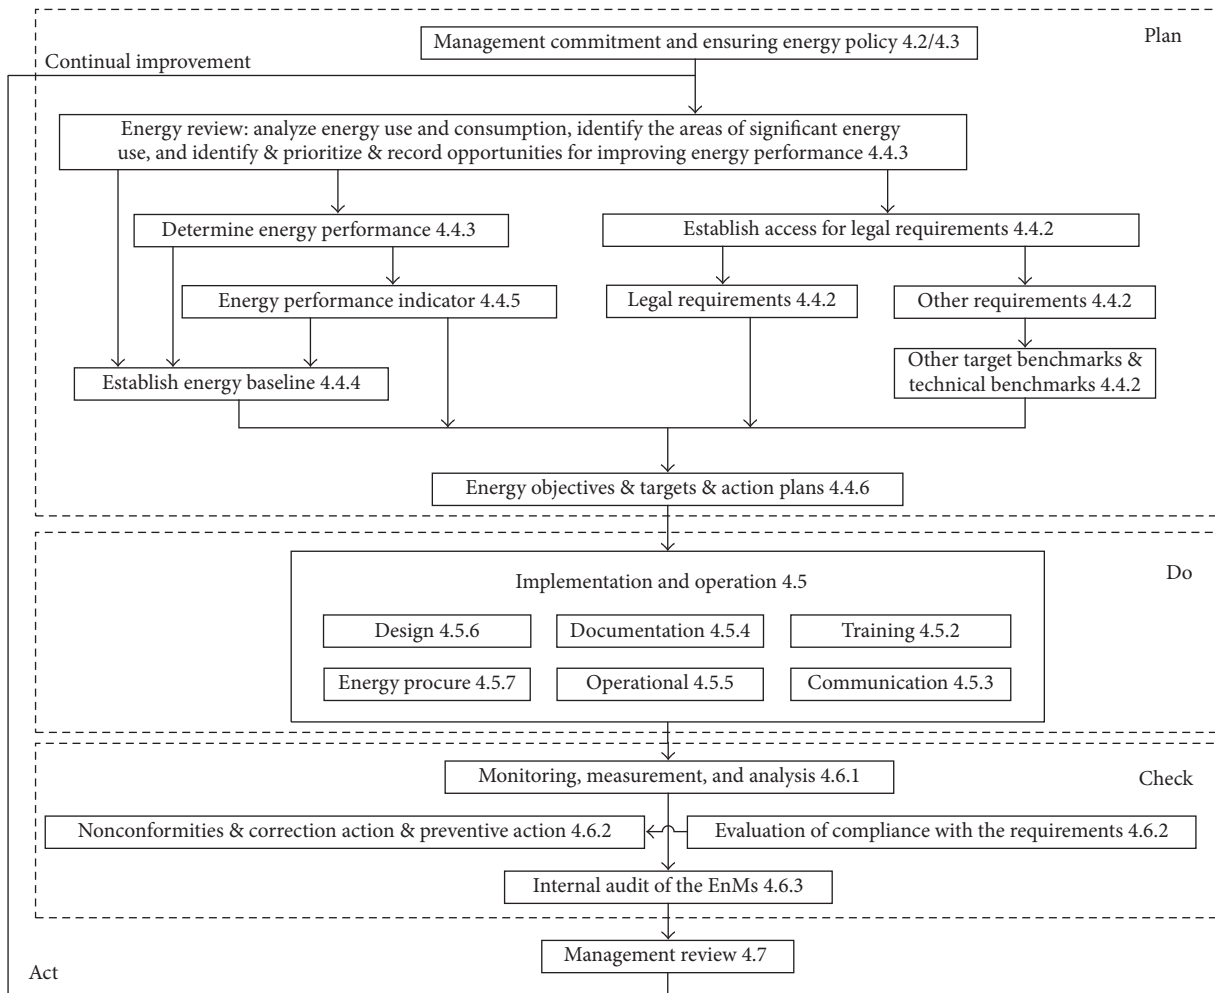 Management commitment and ensuring energy policy 4.2/4.3
Plan
Continual improvement
Energy review: analyze energy use and consumption, identify the areas of significant energy
use, and identify & prioritize & record opportunities for improving energy performance 4.4.3
Determine energy performance 4.4.3
Establish access for legal requirements 4.4.2
Energy performance indicator 4.4.5
Legal requirements 4.4.2
Other requirements 4.4.2
Establish energy baseline 4.4.4
Other target benchmarks &
technical benchmarks 4.4.2
Energy objectives & targets & action plans 4.4.6
Do
Implementation and operation 4.5
Design 4.5.6
Documentation 4.5.4
Training 4.5.2
Energy procure 4.5.7
Operational 4.5.5
Communication 4.5.3
Monitoring, measurement, and analysis 4.6.1
Check
Nonconformities & correction action & preventive action 4.6.2
Evaluation of compliance with the requirements 4.6.2
Internal audit of the EnMs 4.6.3
Management review 4.7
Act